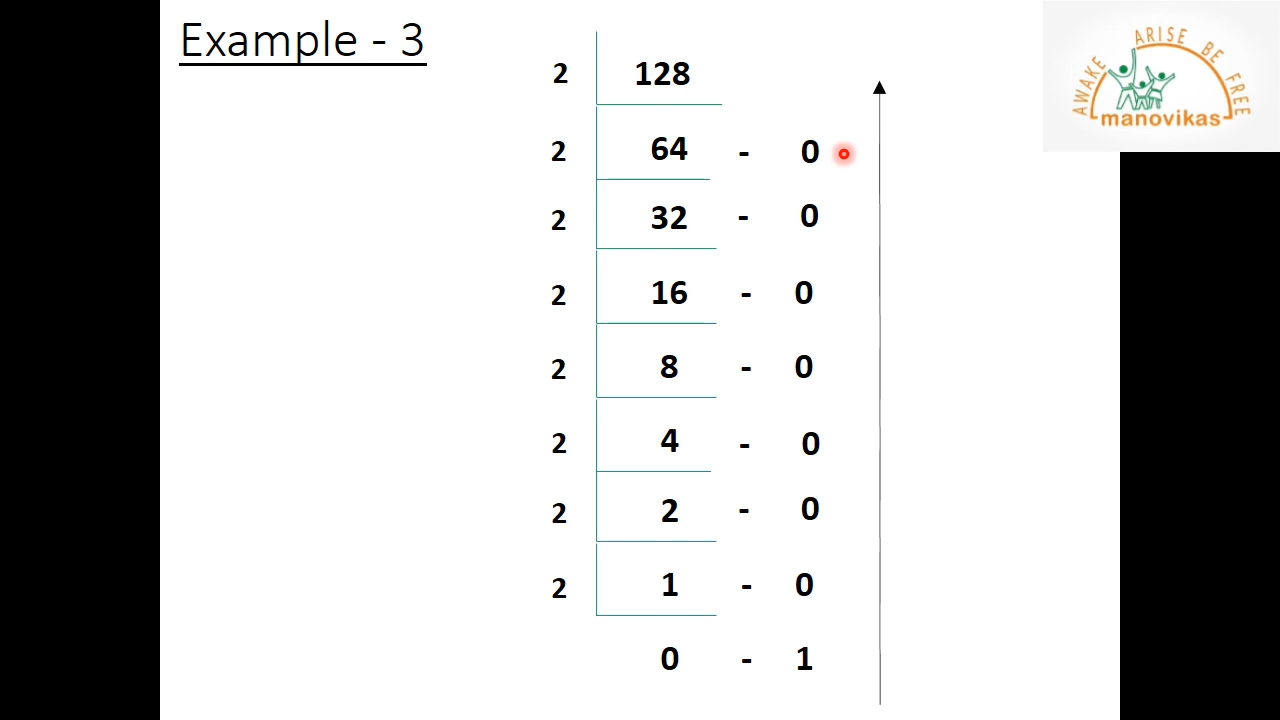 Example - 3
AWAKE ARISE BE FREE
manovikas
2 128
2 64 - 0
2 32 - 0
2 16 - 0
2 8 - 0
2 4 - 0
2 2 - 0
2 1 - 0
0 - 1